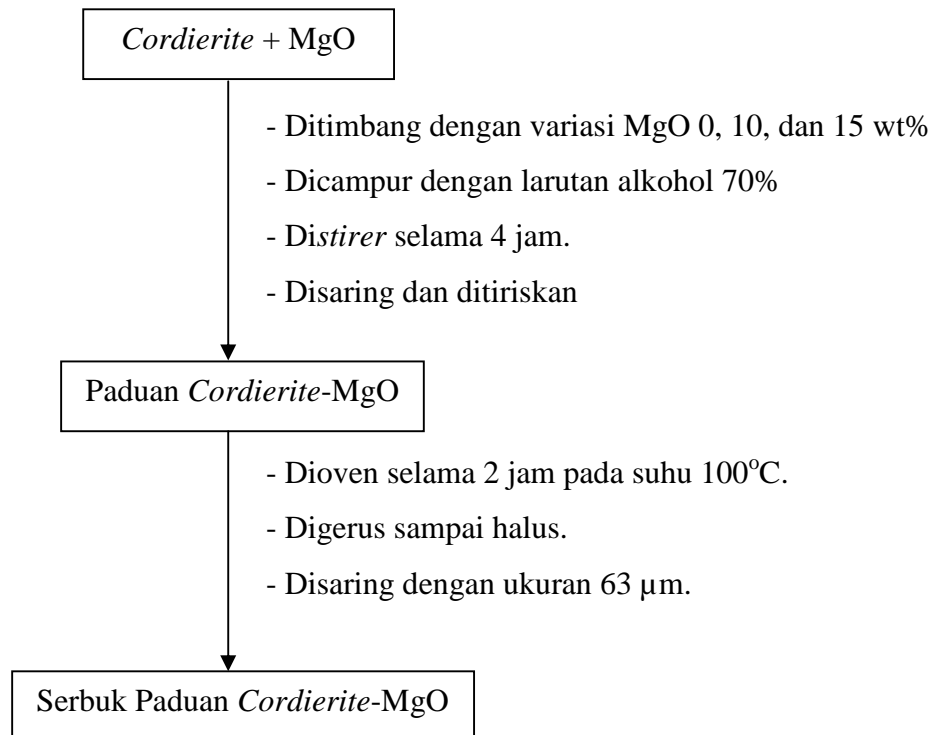 Cordierite + MgO
- Ditimbang dengan variasi MgO 0, 10, dan 15 wt%
- Dicampur dengan larutan alkohol 70%
- Distirer selama 4 jam.
- Disaring dan ditiriskan
Paduan Cordierite-MgO
- Dioven selama 2 jam pada suhu 100°C.
- Digerus sampai halus.
- Disaring dengan ukuran 63 µm.
Serbuk Paduan Cordierite-MgO